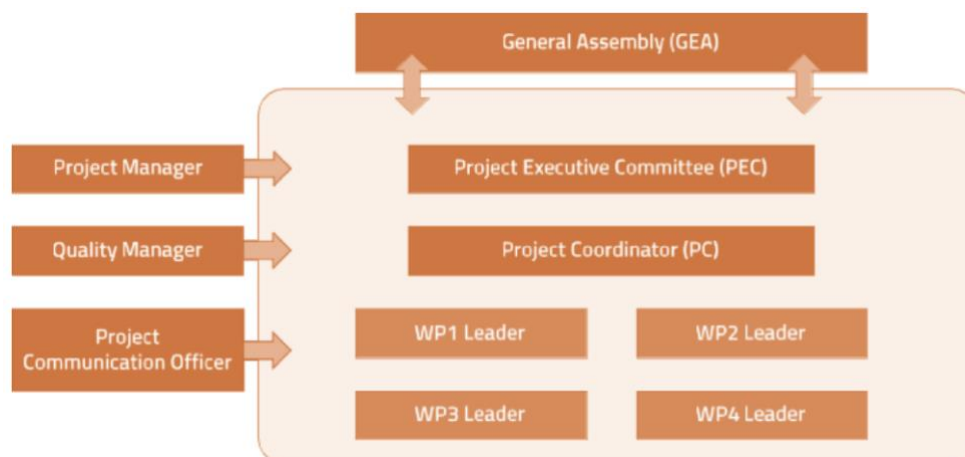 General Assembly (GEA)
Project Manager
Project Executive Committee (PEC)
Quality Manager
Project Coordinator (PC)
Project
Communication Officer
WP1 Leader
WP2 Leader
WP3 Leader
WP4 Leader